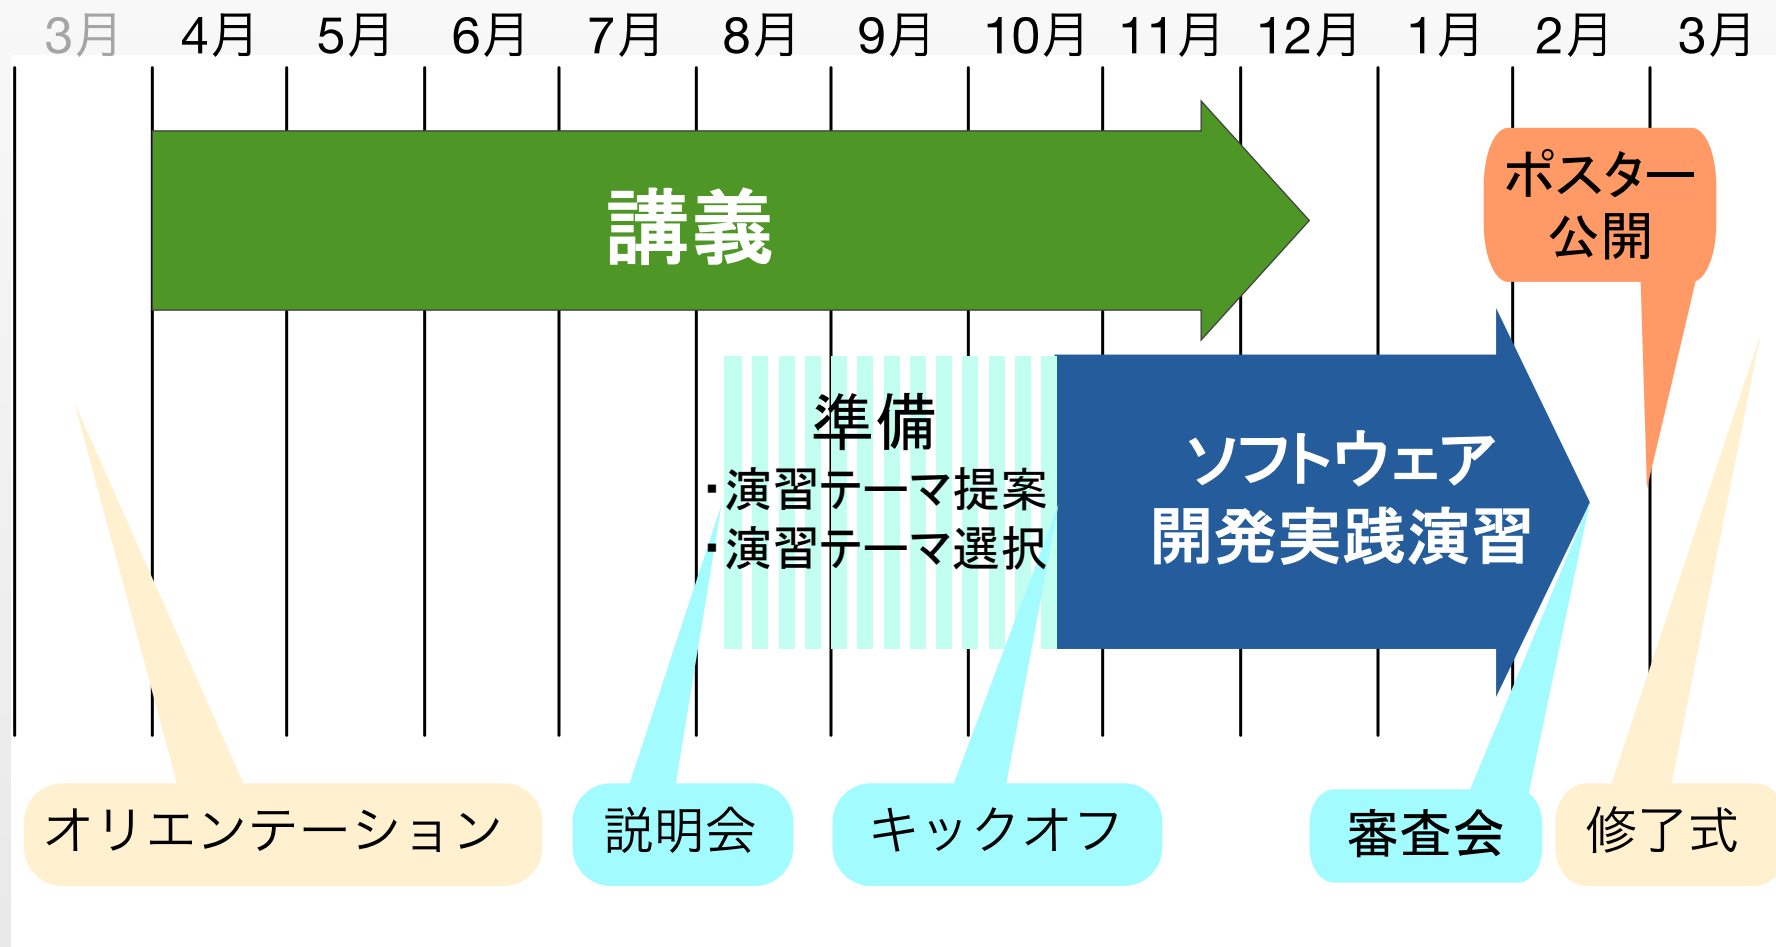 3月 4月 5月 6月 7月 8月 9月 10月 11月 12月 1月 2月 3月
講義
ポスター
公開
準備
・演習テーマ提案
・演習テーマ選択
ソフトウェア
開発実践演習
オリエンテーション
説明会
キックオフ
審査会
修了式